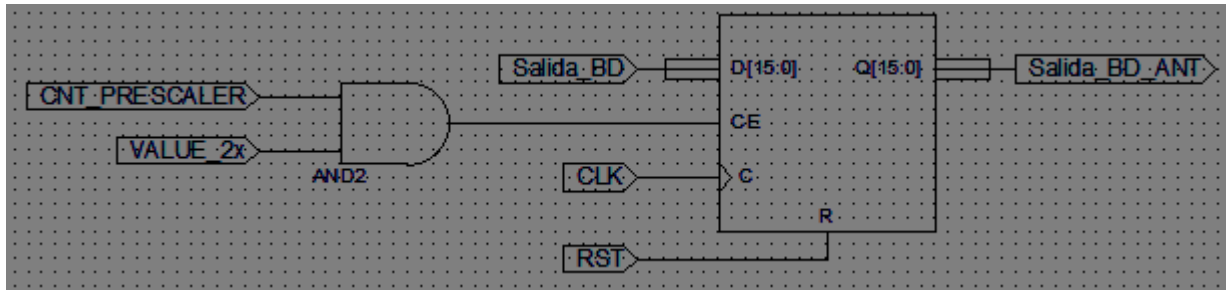 Salida_BD
D[15:0]
Q[15:0]
Salida_BD_ANT
CNT_PRESCALER
CE
VALUE_2x
AND2
CLK
C
R
RST